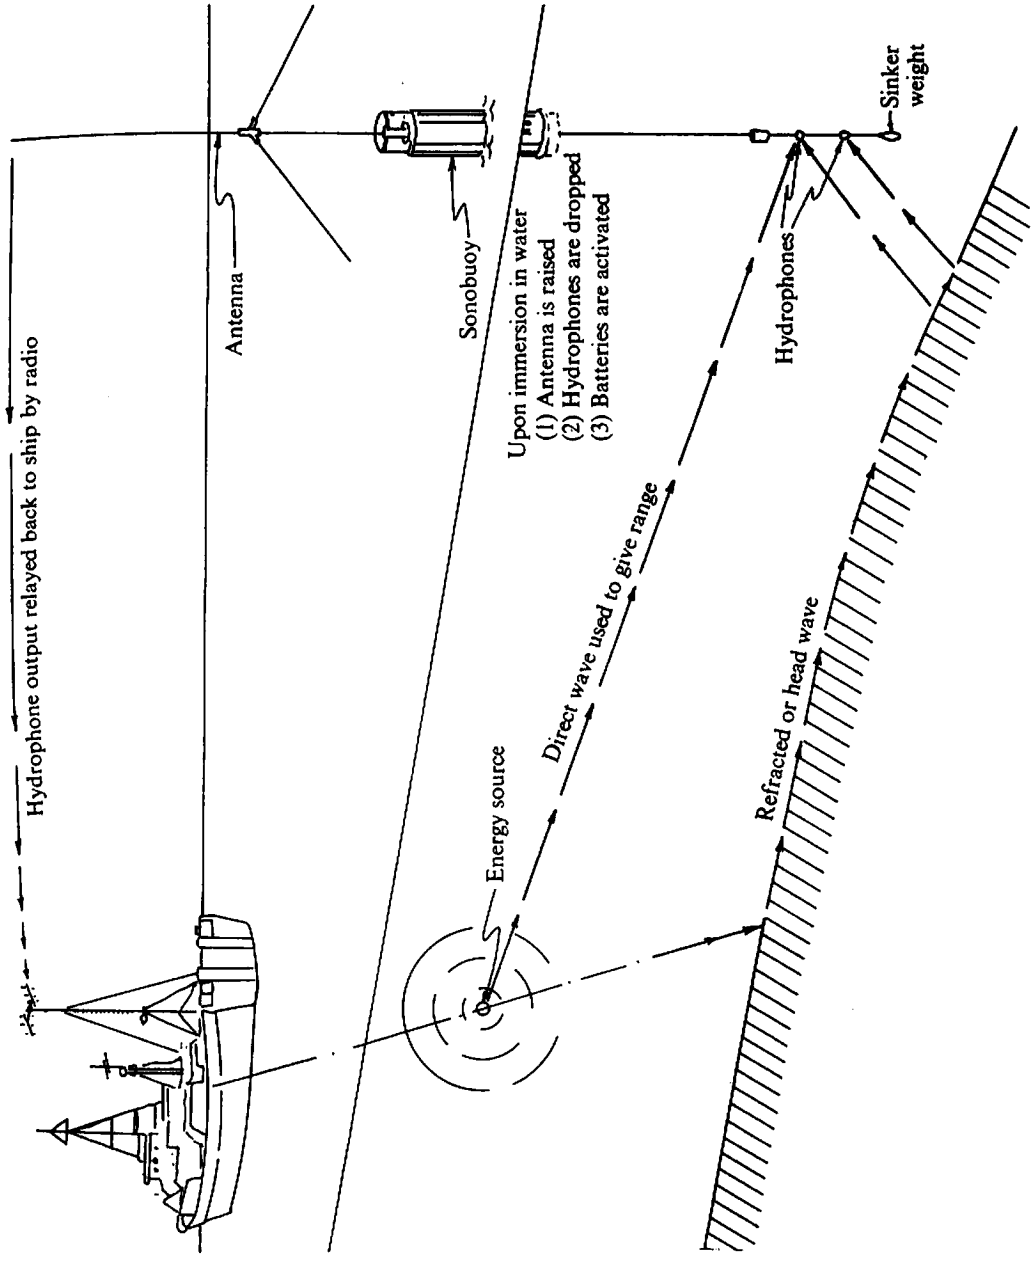 Hydrophone output relayed back to ship by radio
Antenna
Sonobuoy
Upon immersion in water
(1) Antenna is raised
(2) Hydrophones are dropped
(3) Batteries are activated
Energy source
Direct wave used to give range
Hydrophones
Sinker
weight
Refracted or head wave